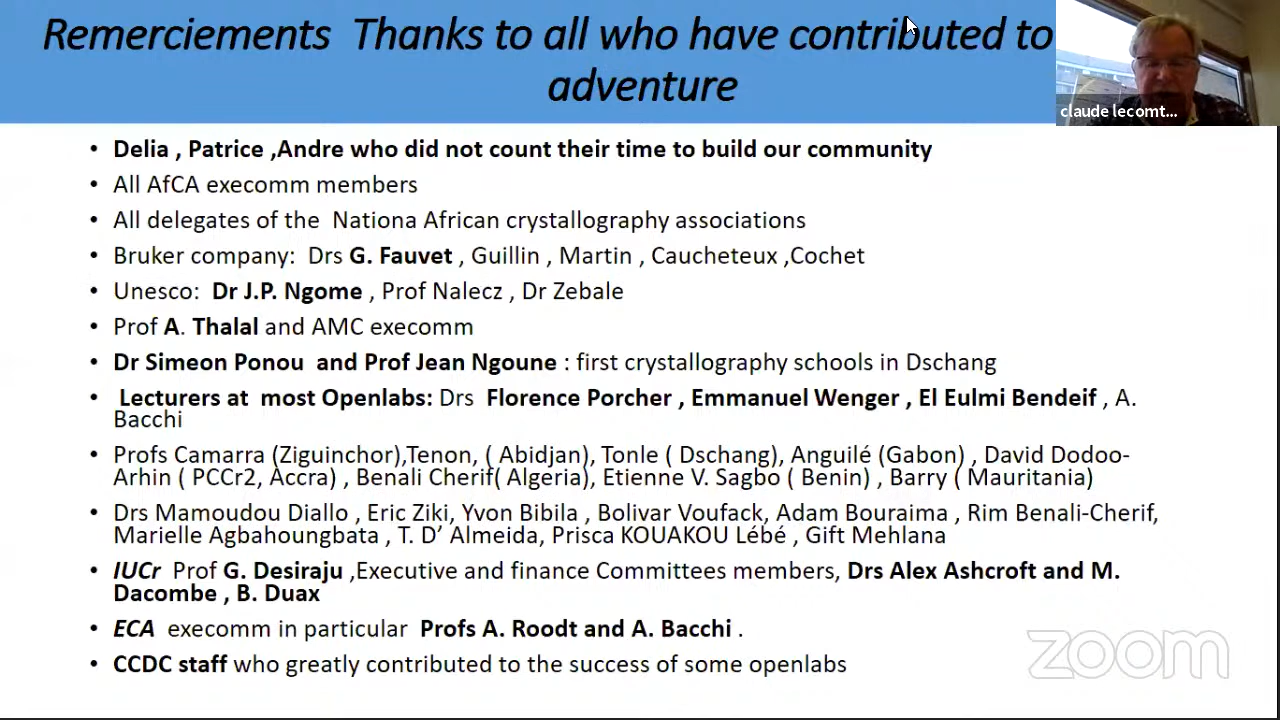 Remerciements Thanks to all who have contributed to
adventure
claude lecomt...
• Delia , Patrice ,Andre who did not count their time to build our community
• All AfCA execomm members
• All delegates of the Nationa African crystallography associations
• Bruker company: Drs G. Fauvet , Guillin , Martin , Caucheteux ,Cochet
• Unesco: Dr J.P. Ngome , Prof Nalecz , Dr Zebale
• Prof A. Thalal and AMC execomm
• Dr Simeon Ponou and Prof Jean Ngoune : first crystallography schools in Dschang
• Lecturers at most Openlabs: Drs Florence Porcher , Emmanuel Wenger , El Eulmi Bendeif , A.
Bacchi
• Profs Camarra (Ziguinchor),Tenon, ( Abidjan), Tonle ( Dschang), Anguilé (Gabon) , David Dodoo-
Arhin ( PCCr2, Accra) , Benali Cherif( Algeria), Etienne V. Sagbo ( Benin) , Barry ( Mauritania)
• Drs Mamoudou Diallo , Eric Ziki, Yvon Bibila , Bolivar Voufack, Adam Bouraima , Rim Benali-Cherif,
Marielle Agbahoungbata , T. D’ Almeida, Prisca KOUAKOU Lébé , Gift Mehlana
• IUCr Prof G. Desiraju ,Executive and finance Committees members, Drs Alex Ashcroft and M.
Dacombe , B. Duax
• ECA execomm in particular Profs A. Roodt and A. Bacchi .
• CCDC staff who greatly contributed to the success of some openlabs
zoom